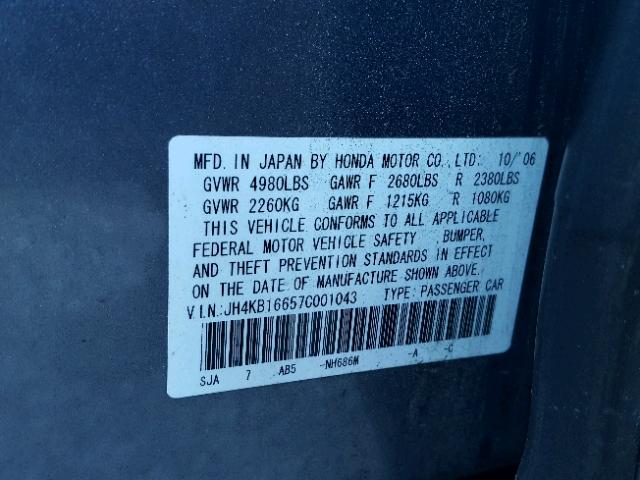 MFD. IN JAPAN BY HONDA MOTOR CO., LTD: 10/'06
GVWR 4980LBS GAWR F 2680LBS R 2380LBS
GVWR 2260KG GAWR F 1215KG R 1080KG
THIS VEHICLE CONFORMS TO ALL APPLICABLE
FEDERAL MOTOR VEHICLE SAFETY, BUMPER,
AND THEFT PREVENTION STANDARDS IN EFFECT
ON THE DATE OF MANUFACTURE SHOWN ABOVE.
V.I.N.:JH4KB16657C001043 TYPE: PASSENGER CAR
SJA 7 AB5 -NH686M -A -C